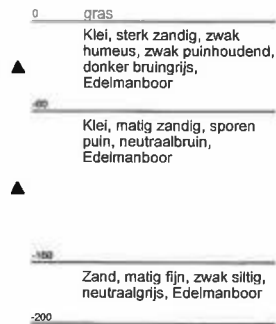 0 gras
Klei, sterk zandig, zwak
humeus, zwak puinhoudend,
donker bruingrijs,
Edelmanboor
Klei, matig zandig, sporen
puin, neutraalbruin,
Edelmanboor
-150
Zand, matig fijn, zwak siltig,
neutraalgrijs, Edelmanboor
-200